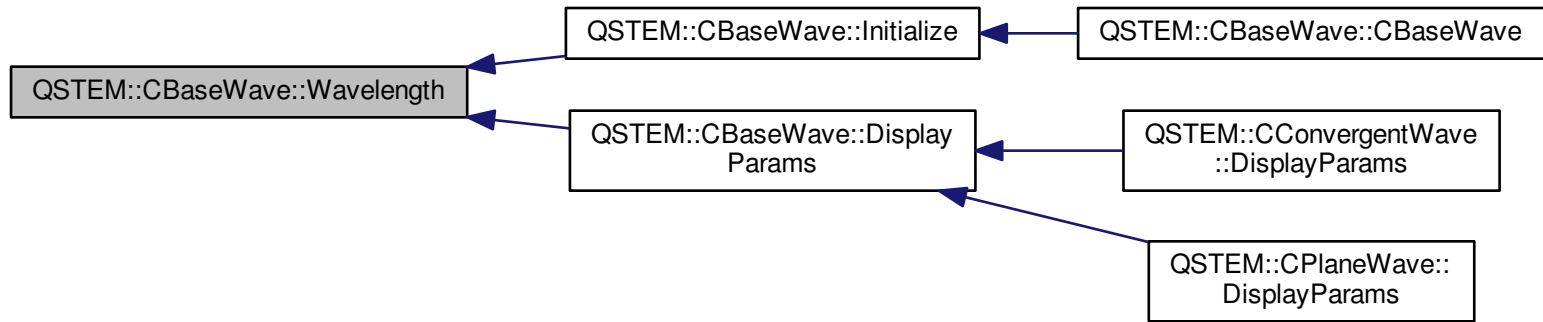 QSTEM::CBaseWave::Wavelength
QSTEM::CBaseWave::Initialize
QSTEM::CBaseWave::CBaseWave
QSTEM::CBaseWave::Display
Params
QSTEM::CConvergentWave
::DisplayParams
QSTEM::CPlaneWave::
DisplayParams